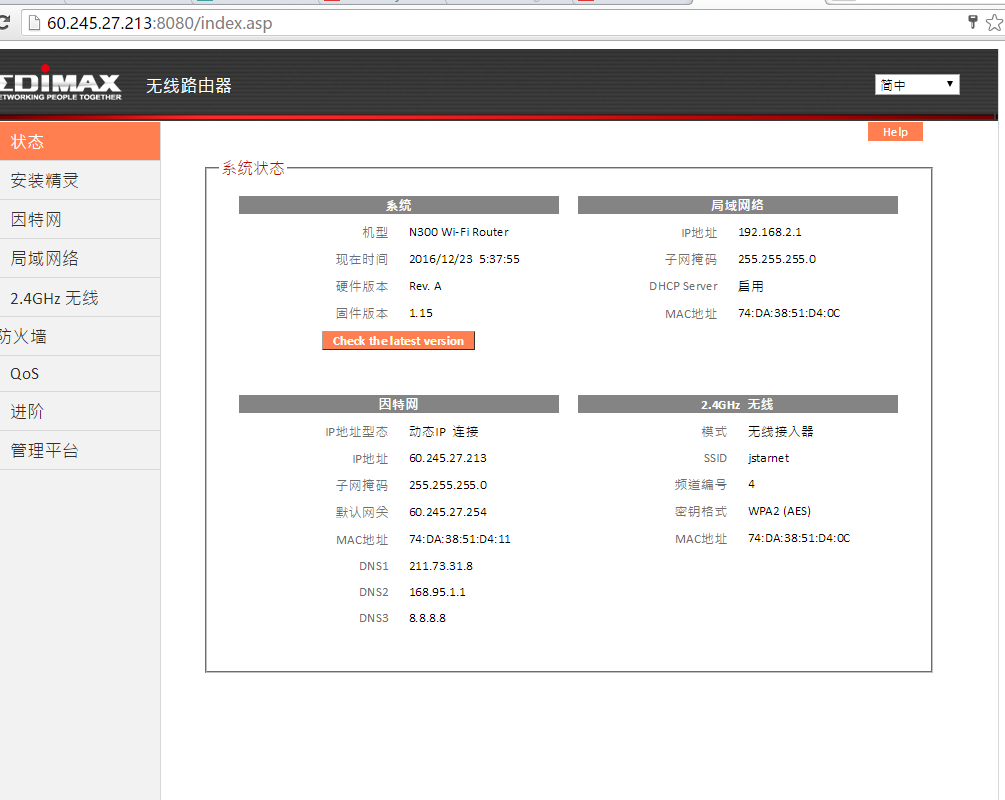 60.245.27.213:8080/index.asp
EDIMAX
NETWORKING PEOPLE TOGETHER
无线路由器
简中
Help
状态
安装精灵
因特网
局域网络
2.4GHz 无线
防火墙
QoS
进阶
管理平台
系统状态
系统
机型 N300 Wi-Fi Router
现在时间 2016/12/23 5:37:55
硬件版本 Rev. A
固件版本 1.15
Check the latest version
局域网络
IP地址 192.168.2.1
子网掩码 255.255.255.0
DHCP Server 启用
MAC地址 74:DA:38:51:D4:0C
因特网
IP地址型态 动态IP 连接
IP地址 60.245.27.213
子网掩码 255.255.255.0
默认网关 60.245.27.254
MAC地址 74:DA:38:51:D4:11
DNS1 211.73.31.8
DNS2 168.95.1.1
DNS3 8.8.8.8
2.4GHz 无线
模式 无线接入器
SSID jstarnet
频道编号 4
密钥格式 WPA2 (AES)
MAC地址 74:DA:38:51:D4:0C